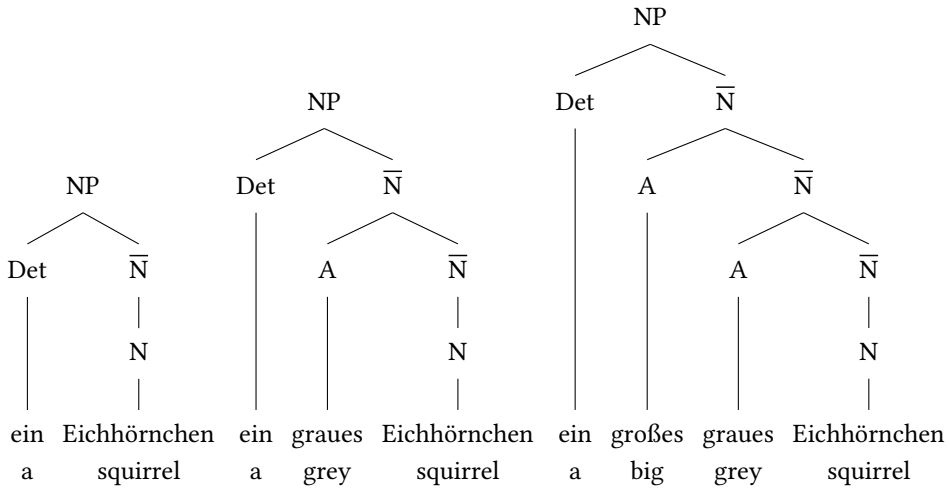 NP
NP
Det N̅
NP
Det N̅
A N̅
Det N̅
A N̅
A N̅
N
N
N
ein Eichhörnchen ein graues Eichhörnchen ein großes graues Eichhörnchen
a squirrel a grey squirrel a big grey squirrel